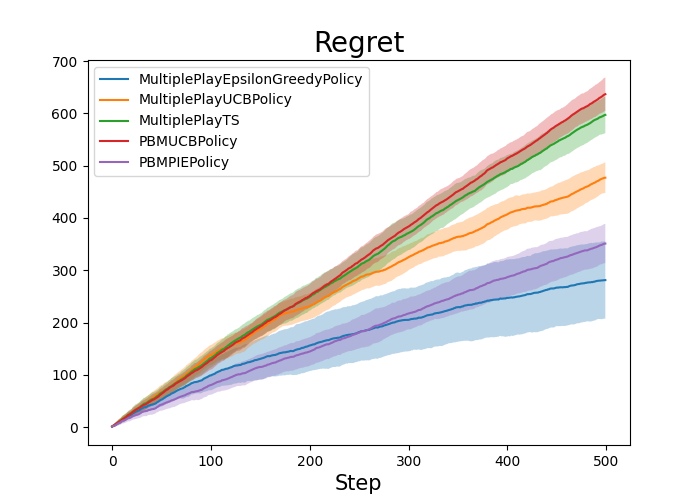 Regret
700
600
500
400
300
200
100
0
MultiplePlayEpsilonGreedyPolicy
MultiplePlayUCBPolicy
MultiplePlayTS
PBMUCBPolicy
PBMPIEPolicy
0 100 200 300 400 500
Step